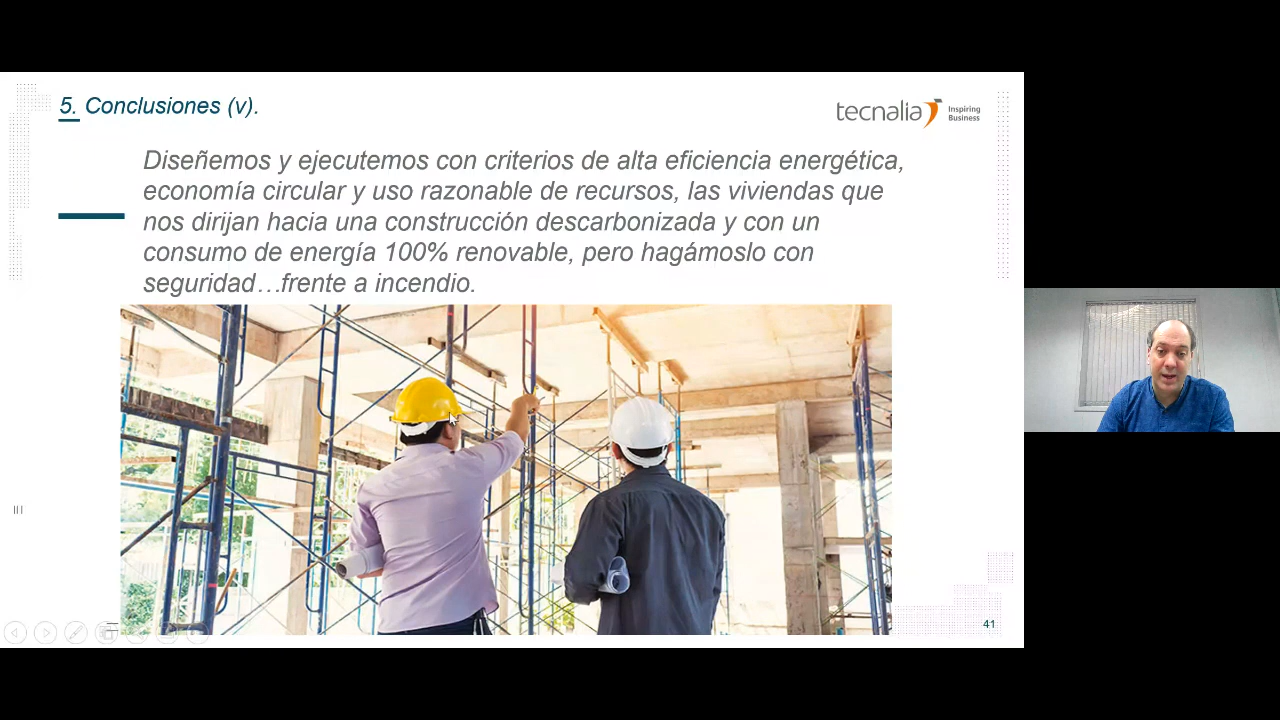 5. Conclusiones (v).
tecnalia Inspiring
Business
Diseñemos y ejecutemos con criterios de alta eficiencia energética,
economía circular y uso razonable de recursos, las viviendas que
nos dirijan hacia una construcción descarbonizada y con un
consumo de energía 100% renovable, pero hagámoslo con
seguridad…frente a incendio.
41